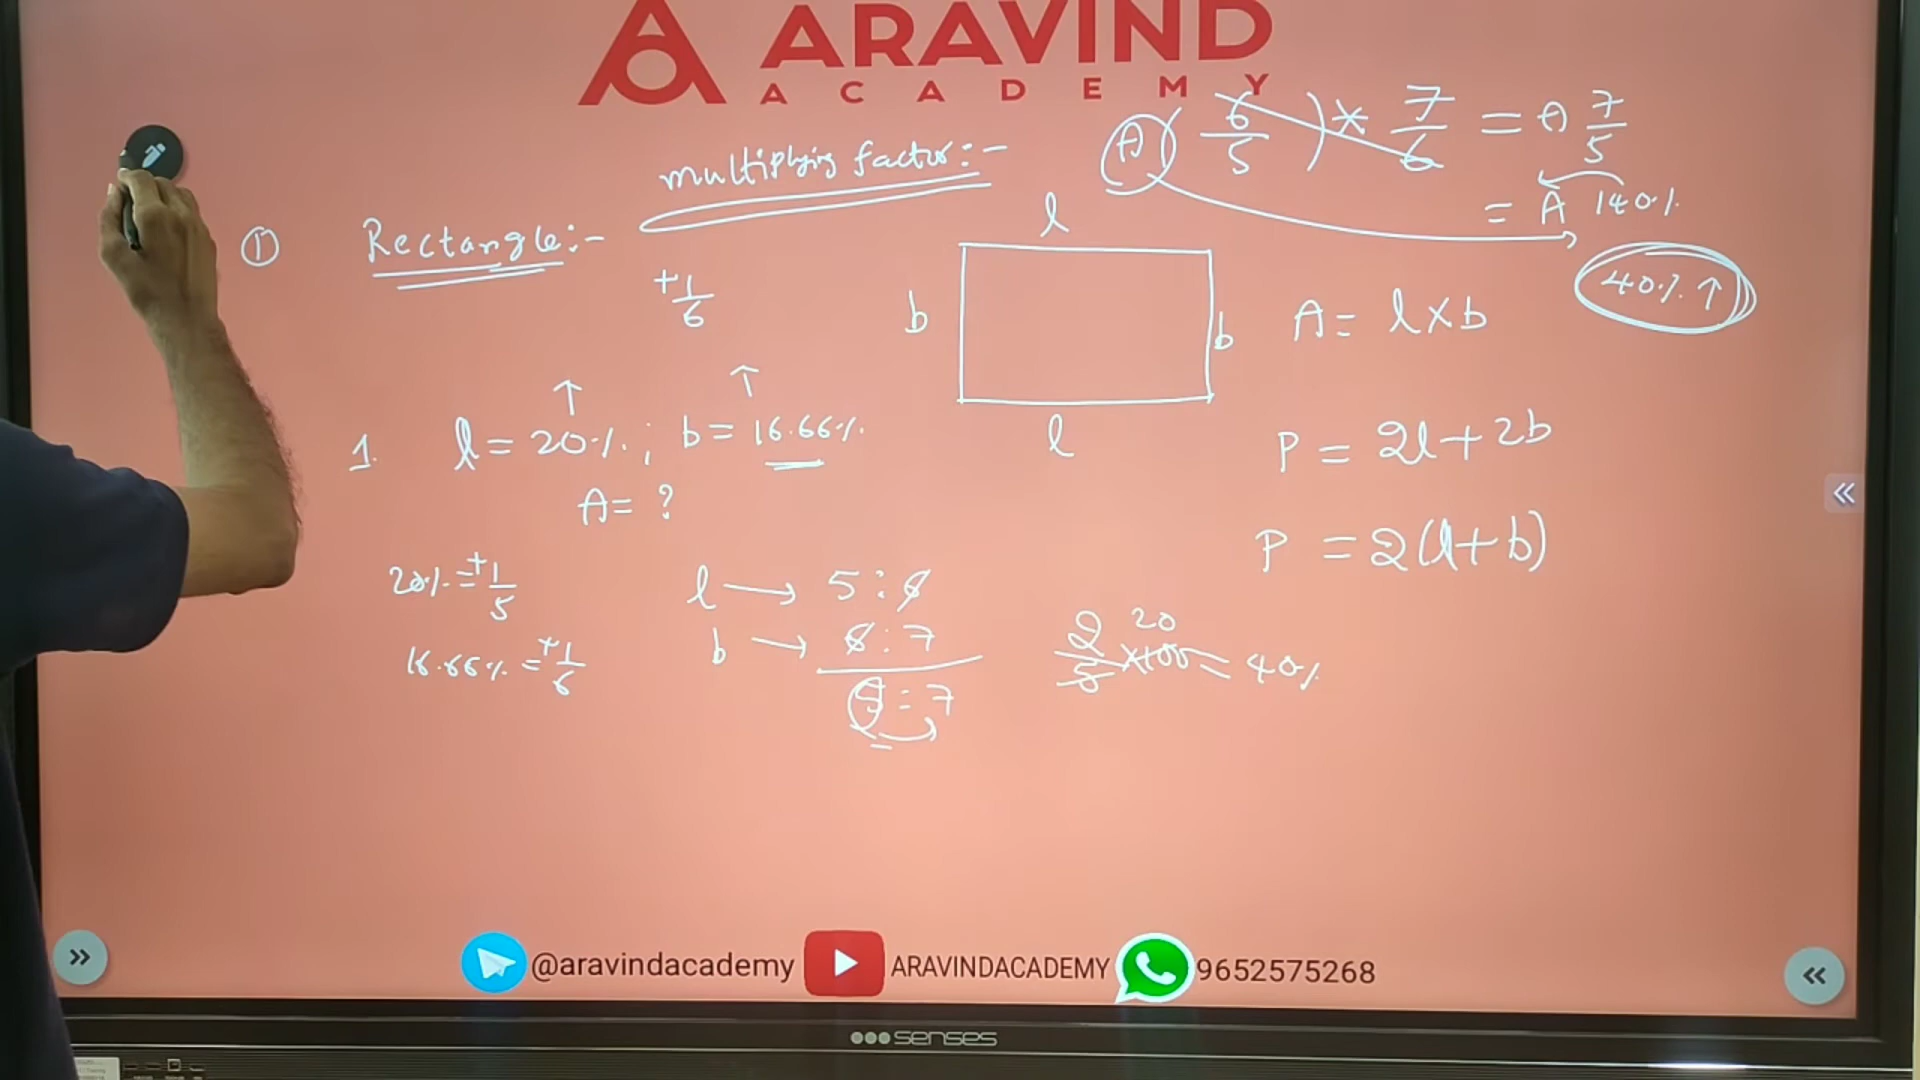 ARAVIND
ACADEMY
multiplying factor:-
A ( 6/5 ) * 7/6 = A 7/5
= A 140%
40% ↑
① Rectangle:-
+1/6
l
b
b
l
A = l x b
1. l = 20% ↑ ; b = 16.66% ↑
A = ?
P = 2l + 2b
P = 2(l+b)
20% = +1/5
16.66% = +1/6
l → 5 : 6
b → 6 : 7
5 : 7
2/5 x 100 = 40%
20
@aravindacademy ARAVINDACADEMY 9652575268
senses